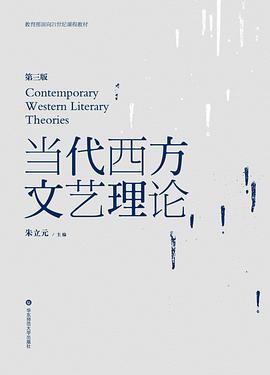 教育部面向21世纪课程教材
第三版
Contemporary
Western Literary
Theories
当代西方
文艺理论
朱立元 / 主编
华东师范大学出版社